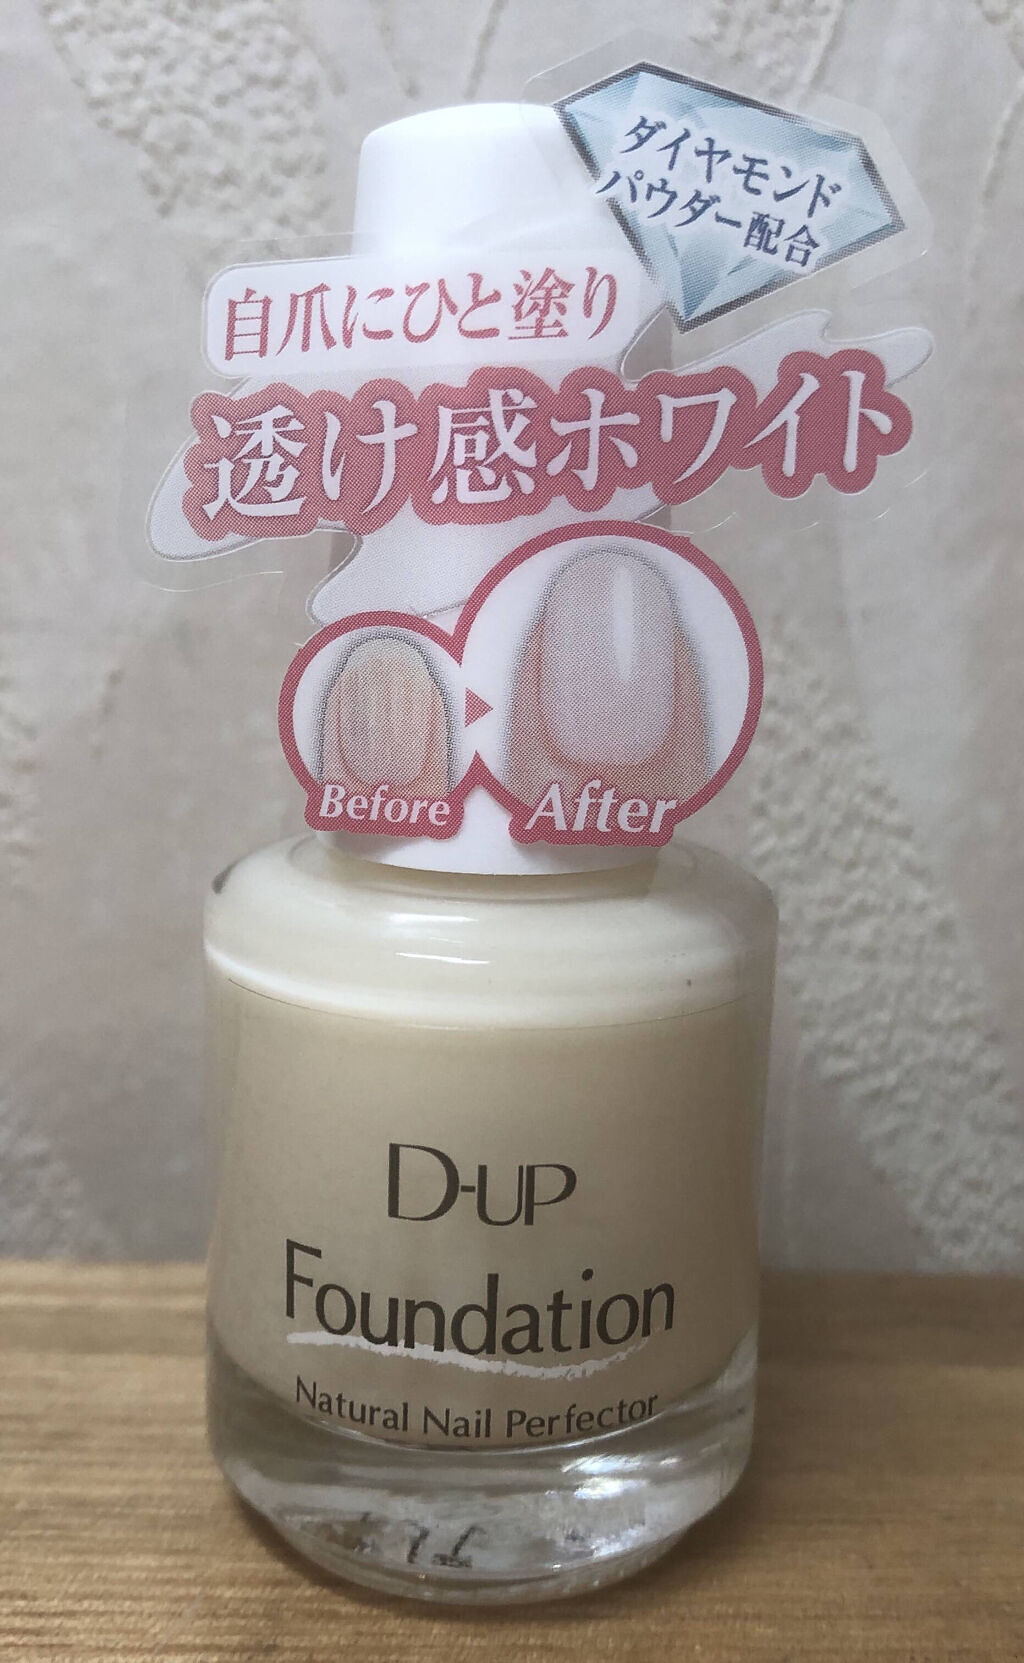 ダイヤモンド
パウダー配合
自爪にひと塗り
透け感ホワイト
Before
After
D-UP
Foundation
Natural Nail Perfector